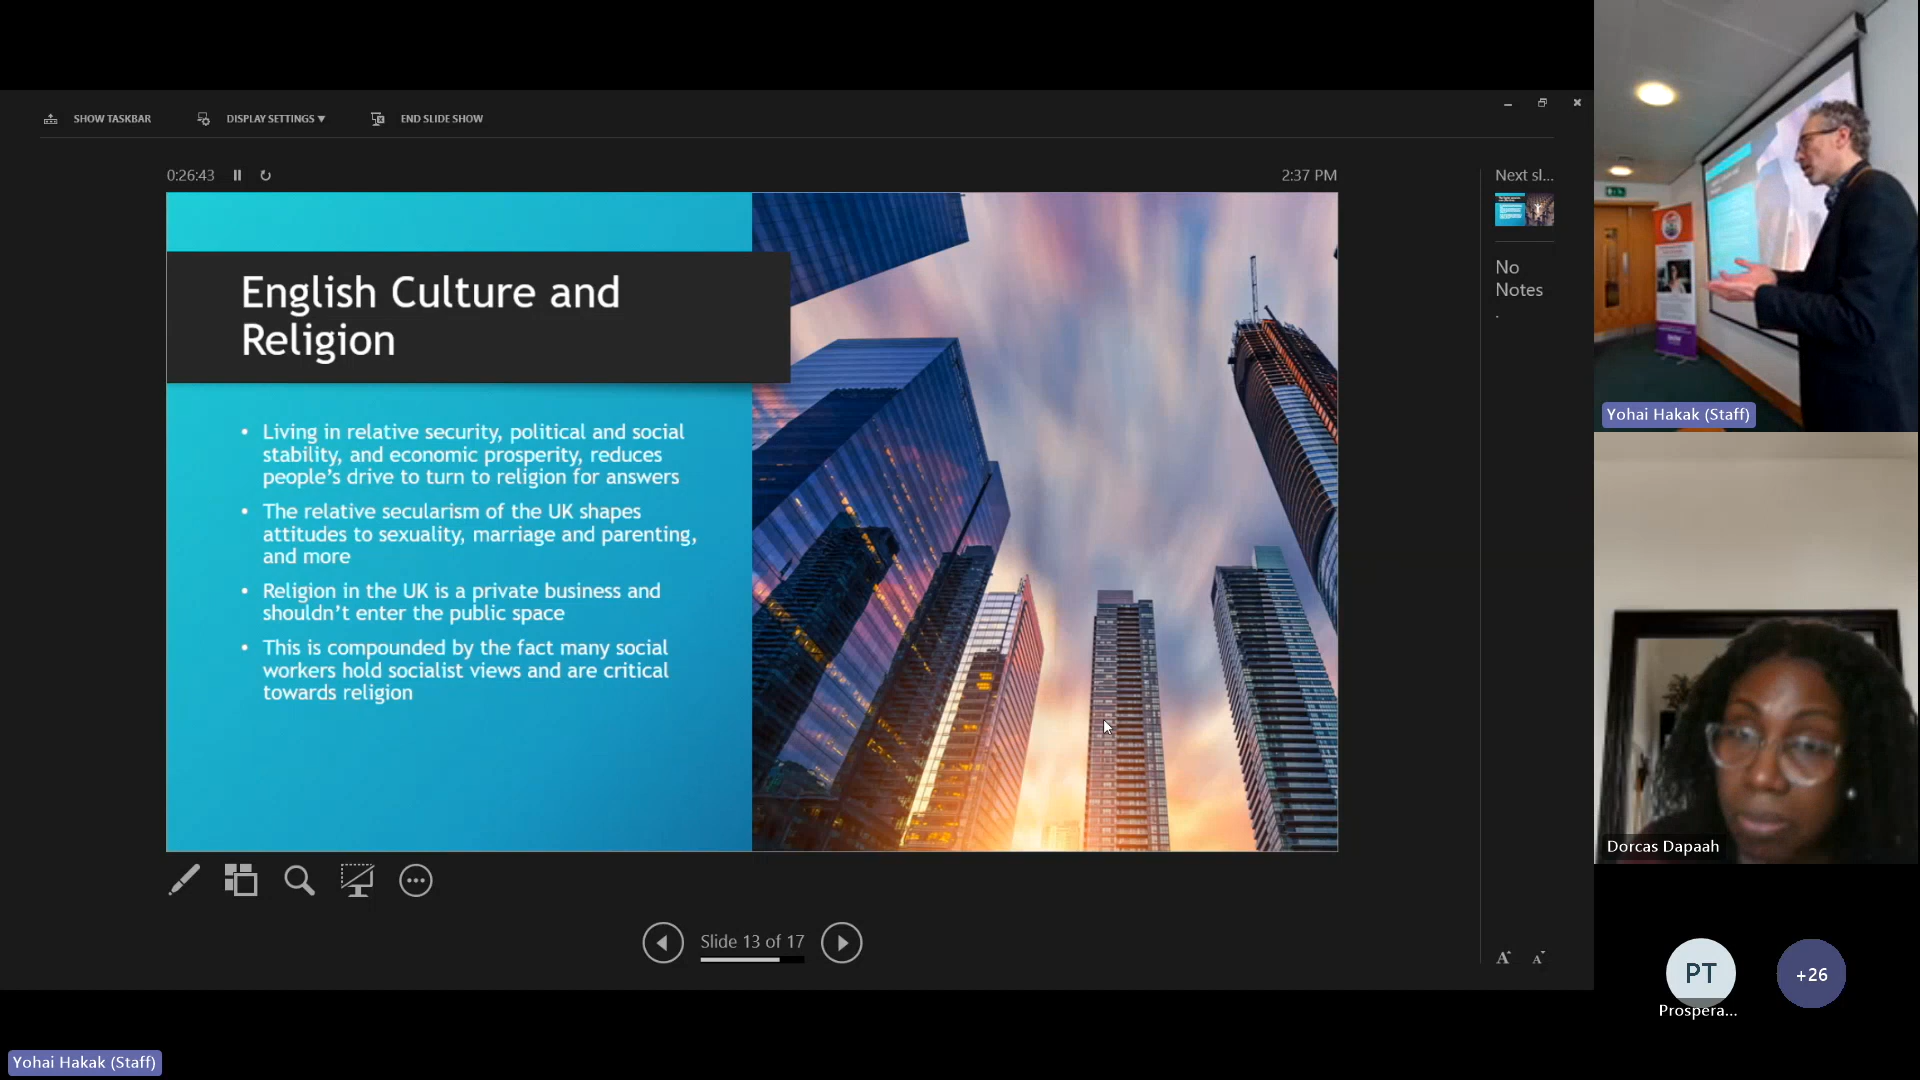 SHOW TASKBAR
DISPLAY SETTINGS ▼
END SLIDE SHOW
0:26:43
2:37 PM
Next sl...
English Culture and
Religion
• Living in relative security, political and social
stability, and economic prosperity, reduces
people's drive to turn to religion for answers
• The relative secularism of the UK shapes
attitudes to sexuality, marriage and parenting,
and more
• Religion in the UK is a private business and
shouldn't enter the public space
• This is compounded by the fact many social
workers hold socialist views and are critical
towards religion
No
Notes
.
Slide 13 of 17
A
A
Yohai Hakak (Staff)
Dorcas Dapaah
PT
Prospera...
+26
Yohai Hakak (Staff)